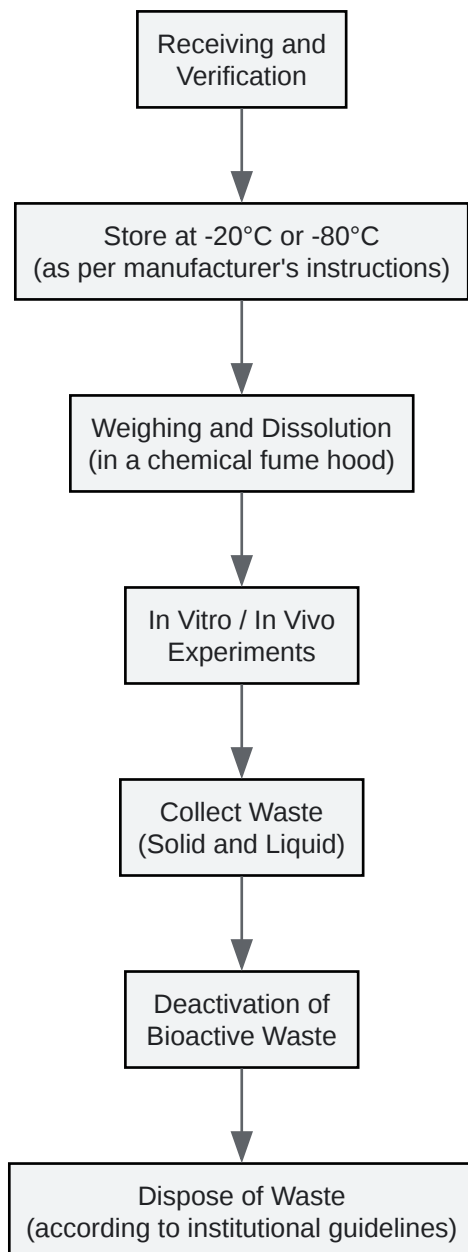 Receiving and
Verification
Store at -20°C or -80°C
(as per manufacturer's instructions)
Weighing and Dissolution
(in a chemical fume hood)
In Vitro / In Vivo
Experiments
Collect Waste
(Solid and Liquid)
Deactivation of
Bioactive Waste
Dispose of Waste
(according to institutional guidelines)